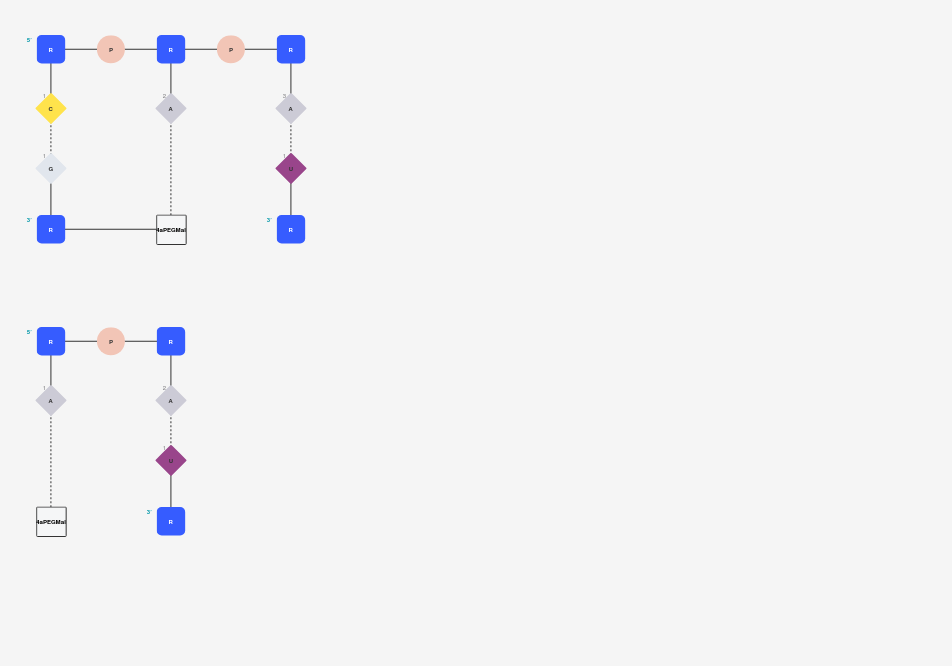 5'
R P R P R
1 2 3
C A A
1 1
G U
3' 3'
R 4aPEGMal R
5'
R P R
1 2
A A
1
U
3'
4aPEGMal R